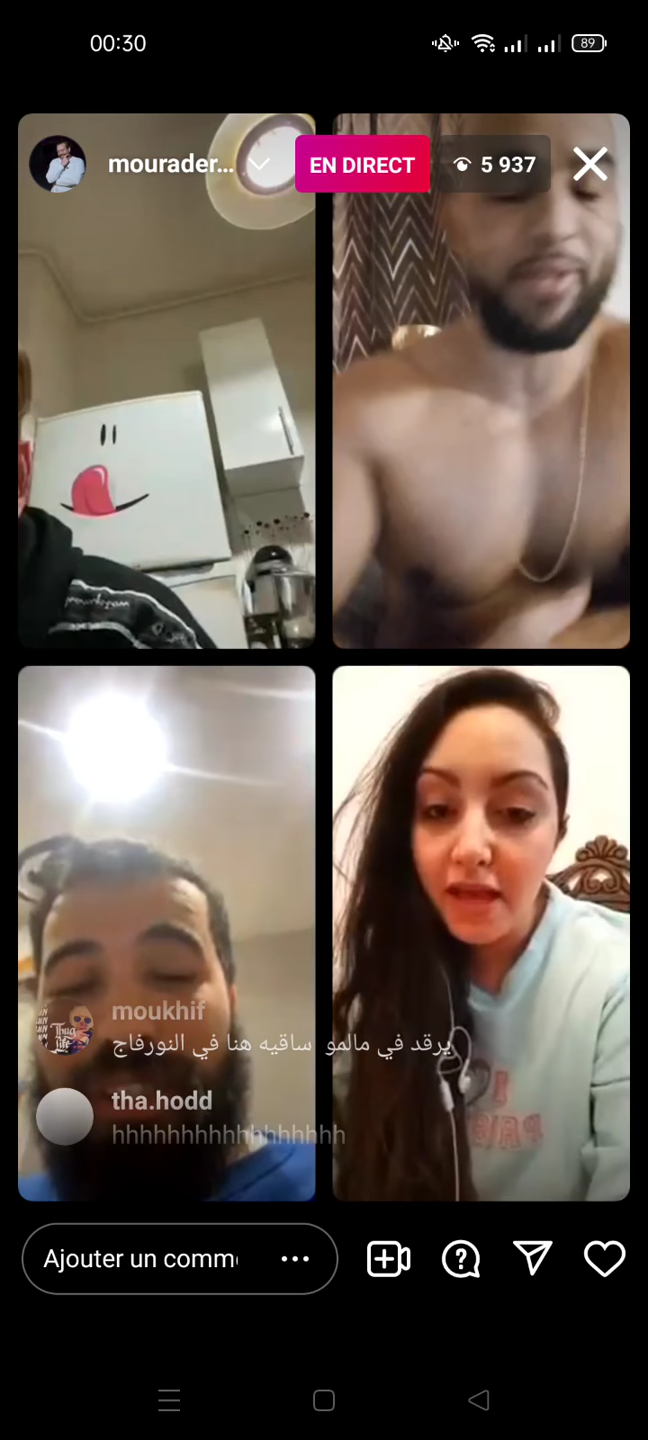 00:30
89
mourader...
EN DIRECT
5 937
moukhif
يرقد في مالمو ساقيه هنا في النورفاج
tha.hodd
hhhhhhhhhhhhhhhhh
Ajouter un comm